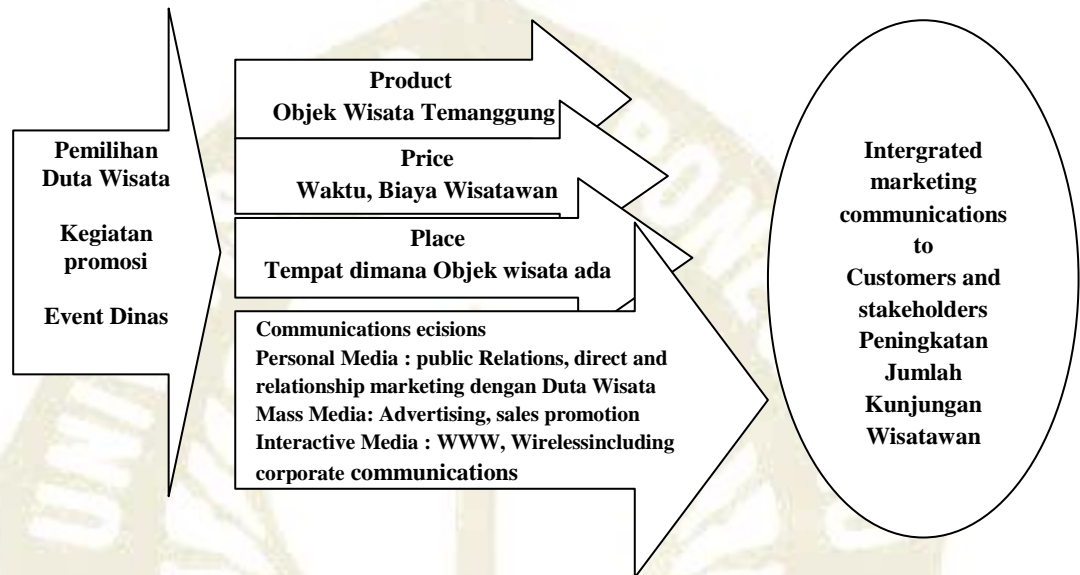 Pemilihan
Duta Wisata
Kegiatan
promosi
Event Dinas
Product
Objek Wisata Temanggung
Price
Waktu, Biaya Wisatawan
Place
Tempat dimana Objek wisata ada
Communications ecisions
Personal Media : public Relations, direct and
relationship marketing dengan Duta Wisata
Mass Media: Advertising, sales promotion
Interactive Media : WWW, Wirelessincluding
corporate communications
Intergrated
marketing
communications
to
Customers and
stakeholders
Peningkatan
Jumlah
Kunjungan
Wisatawan